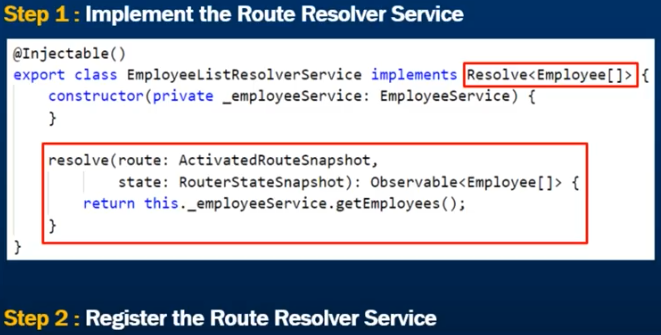 Step 1 : Implement the Route Resolver Service
@Injectable()
export class EmployeeListResolverService implements Resolve<Employee[]> {
constructor(private _employeeService: EmployeeService) {
}
resolve(route: ActivatedRouteSnapshot,
state: RouterStateSnapshot): Observable<Employee[]> {
return this._employeeService.getEmployees();
}
}
Step 2 : Register the Route Resolver Service